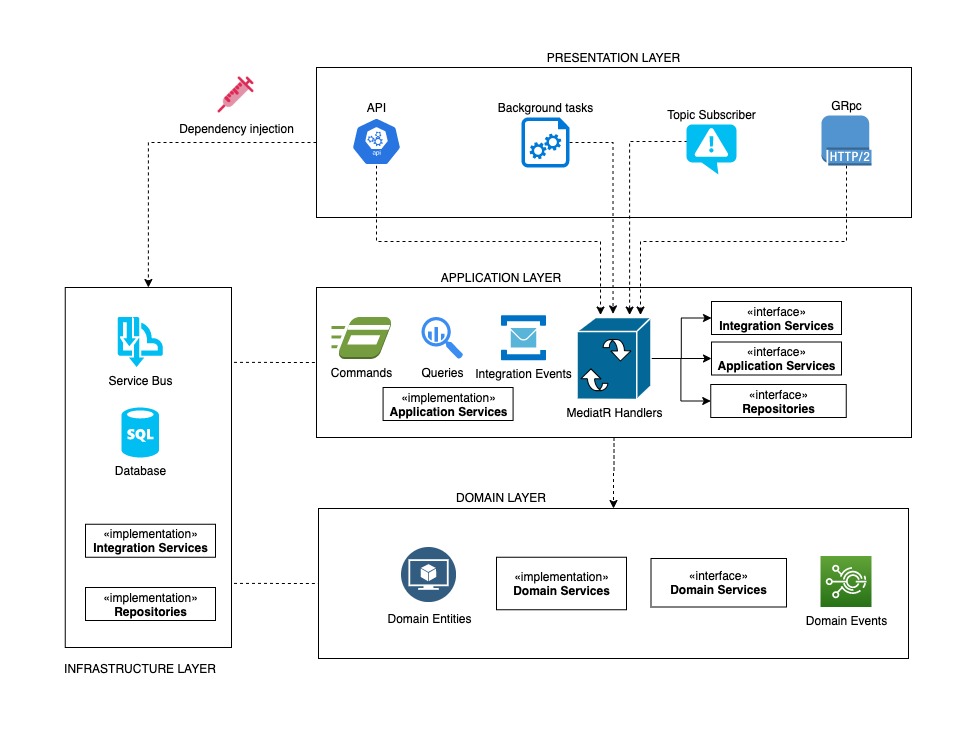 PRESENTATION LAYER
Dependency injection
API
api
Background tasks
Topic Subscriber
GRpc
HTTP/2
APPLICATION LAYER
Commands
Queries
Integration Events
«implementation»
Application Services
MediatR Handlers
«interface»
Integration Services
«interface»
Application Services
«interface»
Repositories
Service Bus
SQL
Database
«implementation»
Integration Services
«implementation»
Repositories
INFRASTRUCTURE LAYER
DOMAIN LAYER
Domain Entities
«implementation»
Domain Services
«interface»
Domain Services
Domain Events